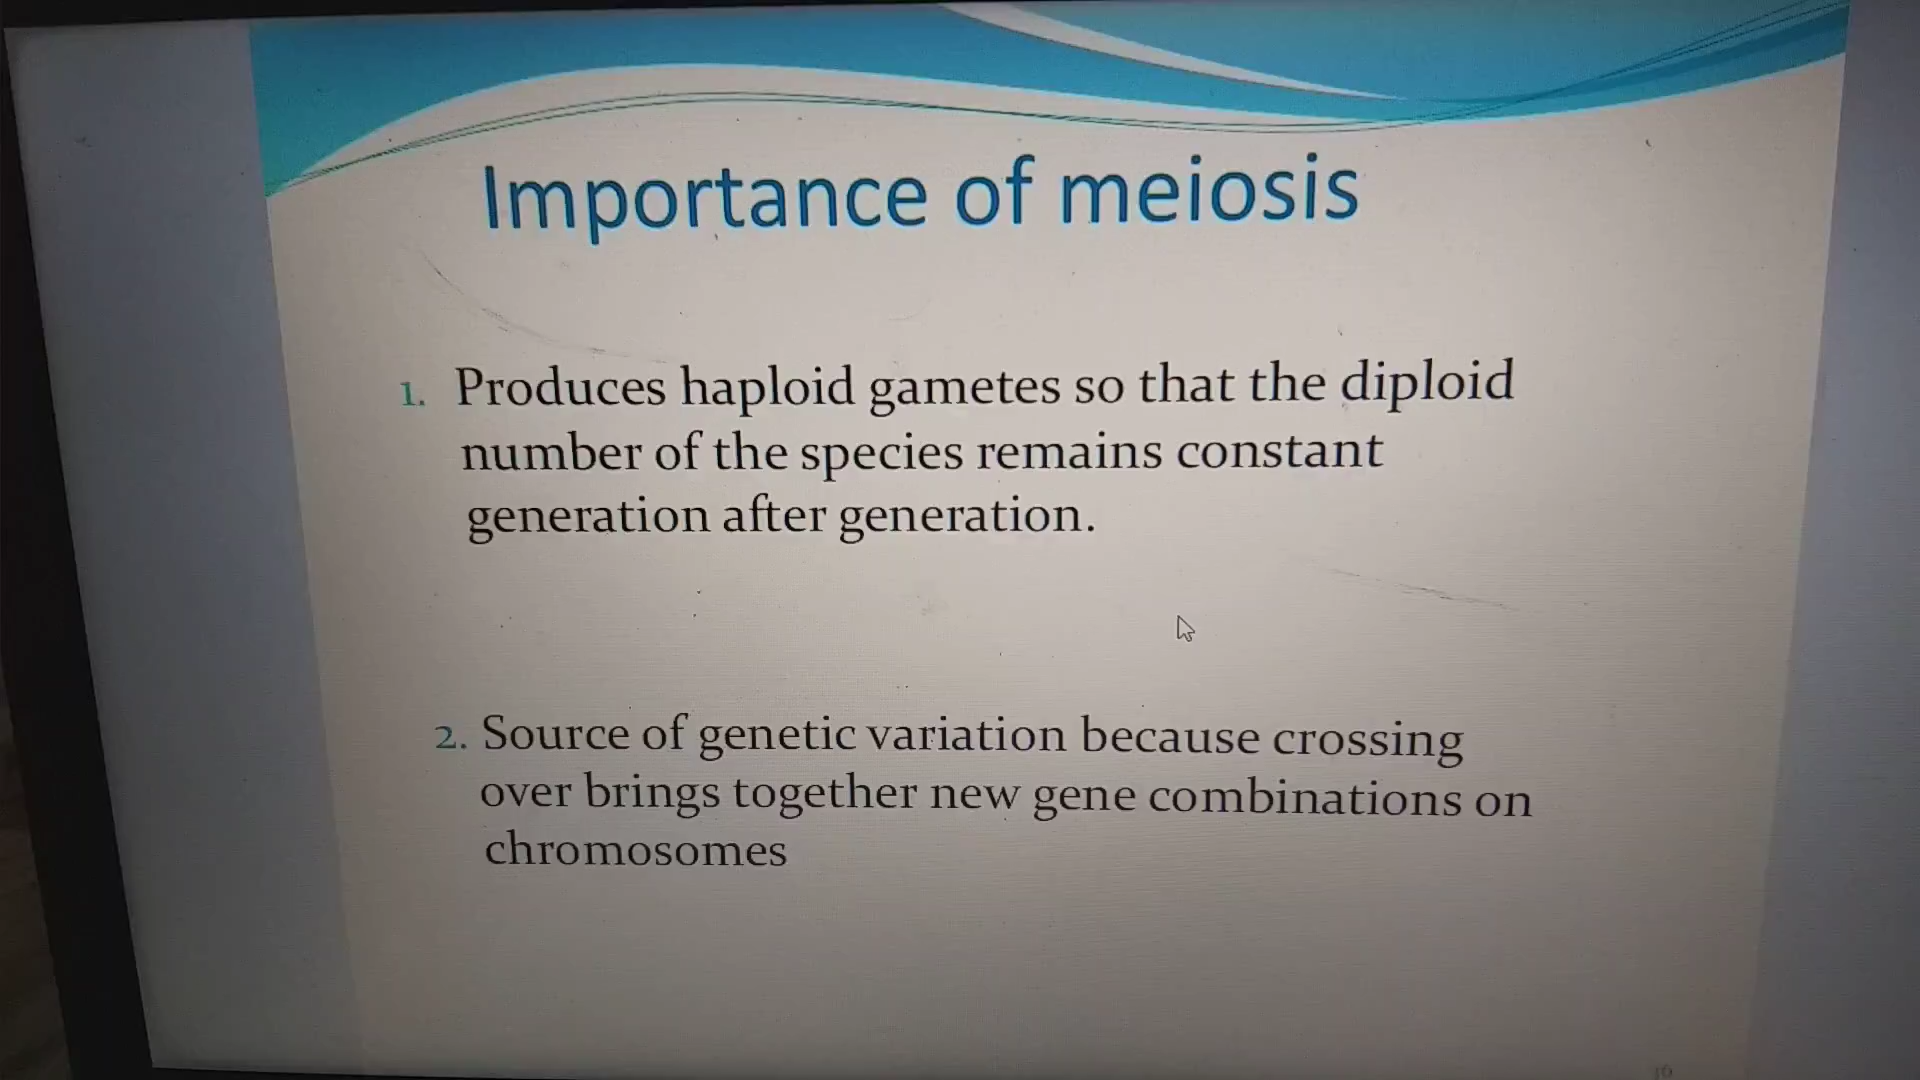 Importance of meiosis
1. Produces haploid gametes so that the diploid
number of the species remains constant
generation after generation.
2. Source of genetic variation because crossing
over brings together new gene combinations on
chromosomes
16